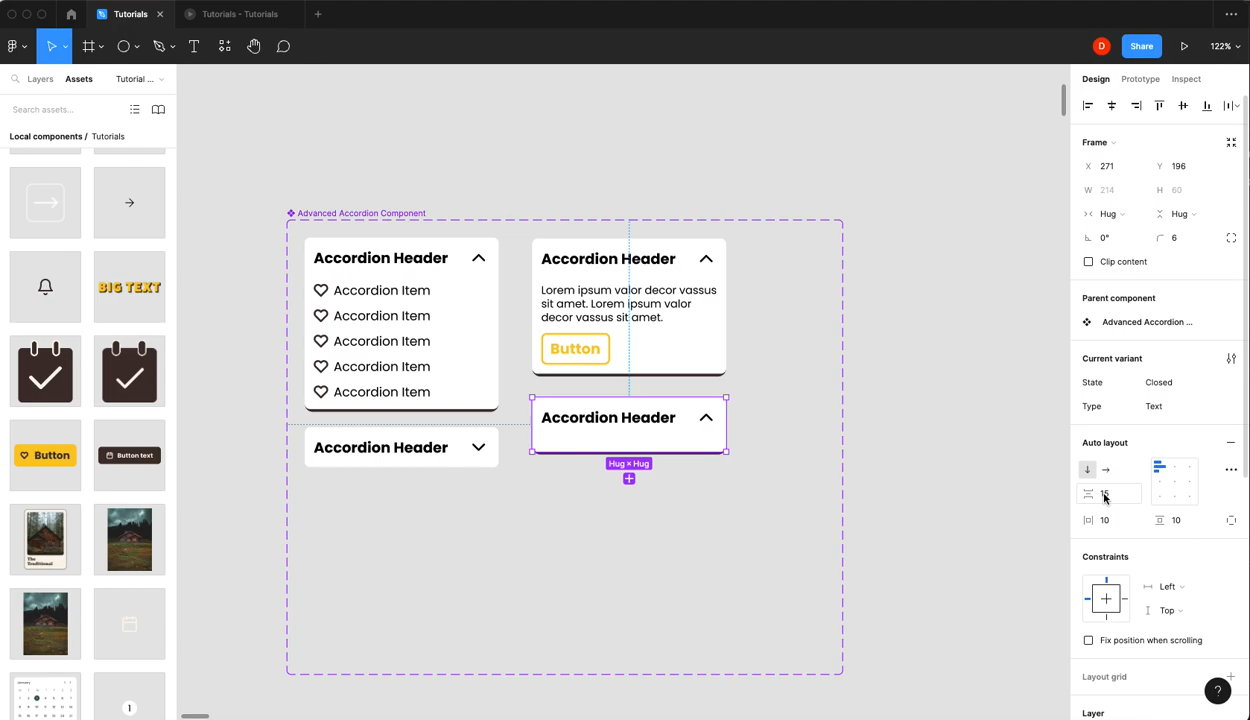 Tutorials
Tutorials - Tutorials
D
Share
122%
Layers
Assets
Tutorial ...
Search assets...
Local components / Tutorials
BIG TEXT
Button
Button text
The
Traditional
1
Advanced Accordion Component
Accordion Header
Accordion Item
Accordion Item
Accordion Item
Accordion Item
Accordion Item
Accordion Header
Accordion Header
Lorem ipsum valor decor vassus
sit amet. Lorem ipsum valor
decor vassus sit amet.
Button
Accordion Header
Hug × Hug
Design
Prototype
Inspect
Frame
X 271
Y 196
W 214
H 60
Hug
Hug
0°
6
Clip content
Parent component
Advanced Accordion ...
Current variant
State Closed
Type Text
Auto layout
15
10
10
Constraints
Left
Top
Fix position when scrolling
Layout grid
Layer
?